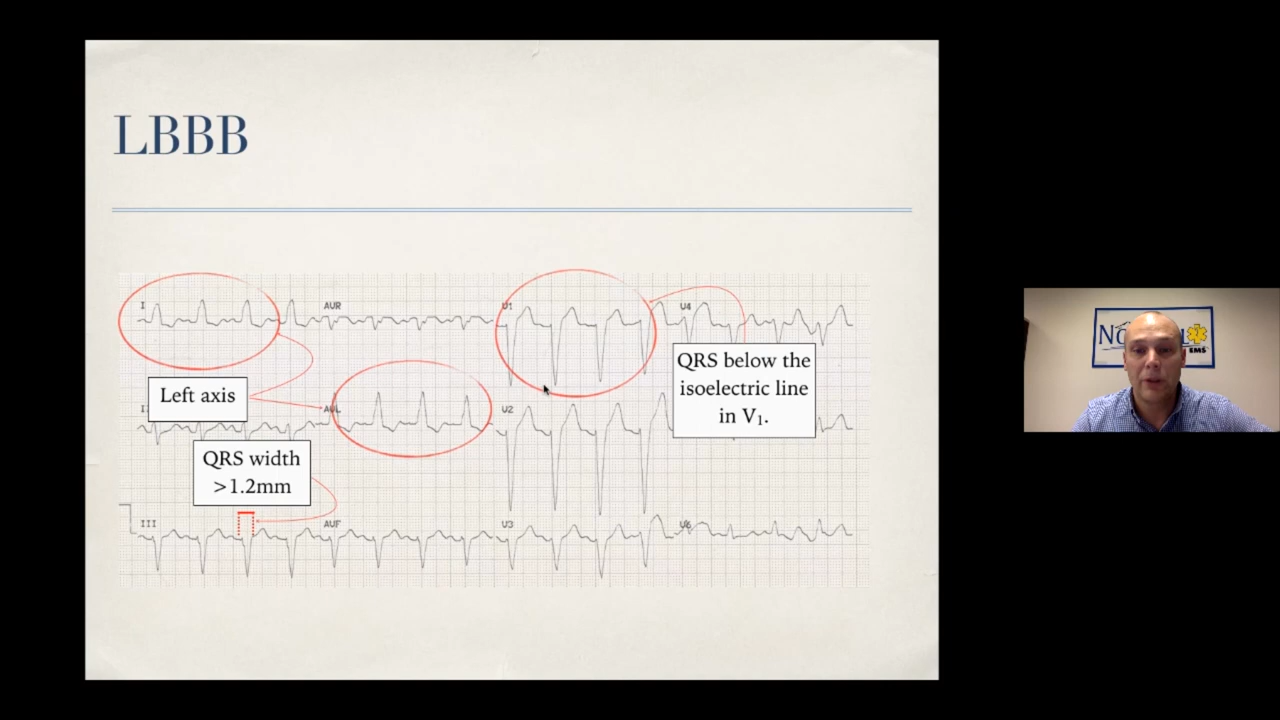 LBBB
I
AVR
V1
V4
QRS below the
isoelectric line
in V₁.
Left axis
V2
QRS width
>1.2mm
III
AVF
V3
V6
EMS